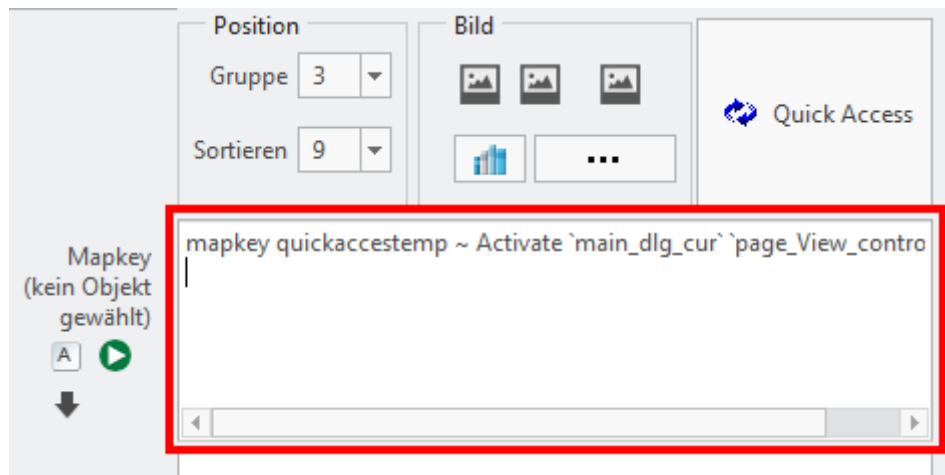 Position
Bild
Gruppe 3
Quick Access
Sortieren 9
...
mapkey quickaccestemp ~ Activate `main_dlg_cur` `page_View_contro
Mapkey
(kein Objekt
gewählt)
A